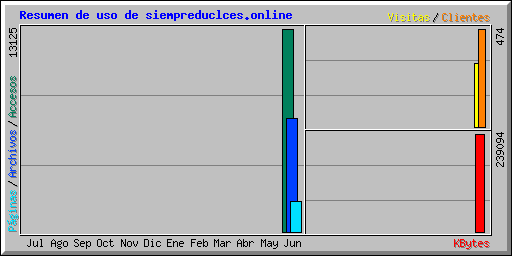 Resumen de uso de siempreduclces.online
Visitas/Clientes
13125
474
Páginas/Archivos/Accesos
239094
Jul Ago Sep Oct Nov Dic Ene Feb Mar Abr May Jun
KBytes